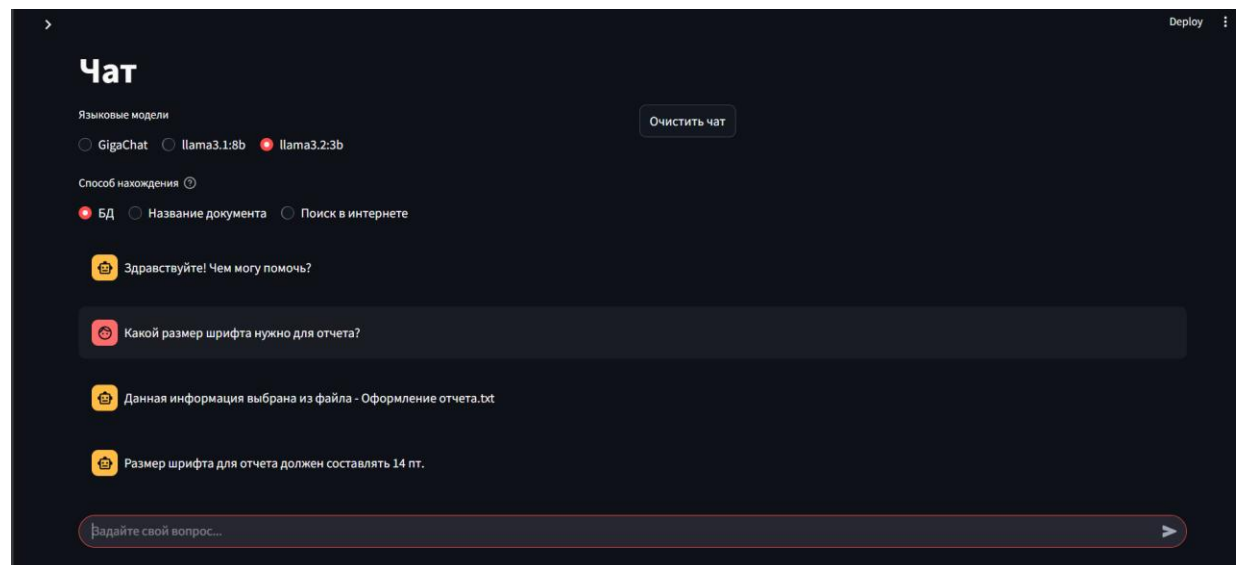 Deploy
Чат
Языковые модели
Очистить чат
GigaChat llama3.1:8b llama3.2:3b
Способ нахождения
БД Название документа Поиск в интернете
Здравствуйте! Чем могу помочь?
Какой размер шрифта нужно для отчета?
Данная информация выбрана из файла - Оформление отчета.txt
Размер шрифта для отчета должен составлять 14 пт.
Задайте свой вопрос...